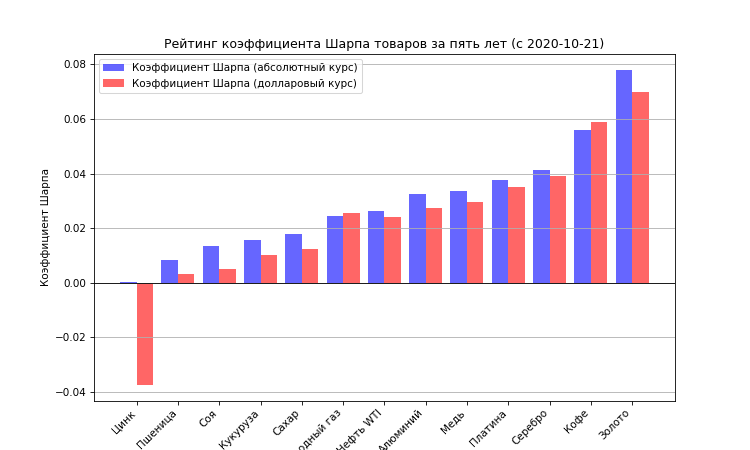 Рейтинг коэффициента Шарпа товаров за пять лет (с 2020-10-21)
Коэффициент Шарпа (абсолютный курс)
Коэффициент Шарпа (долларовый курс)
Коэффициент Шарпа
0.08
0.06
0.04
0.02
0.00
−0.02
−0.04
Цинк
Пшеница
Соя
Кукуруза
Сахар
одный газ
Нефть WTI
Алюминий
Медь
Платина
Серебро
Кофе
Золото